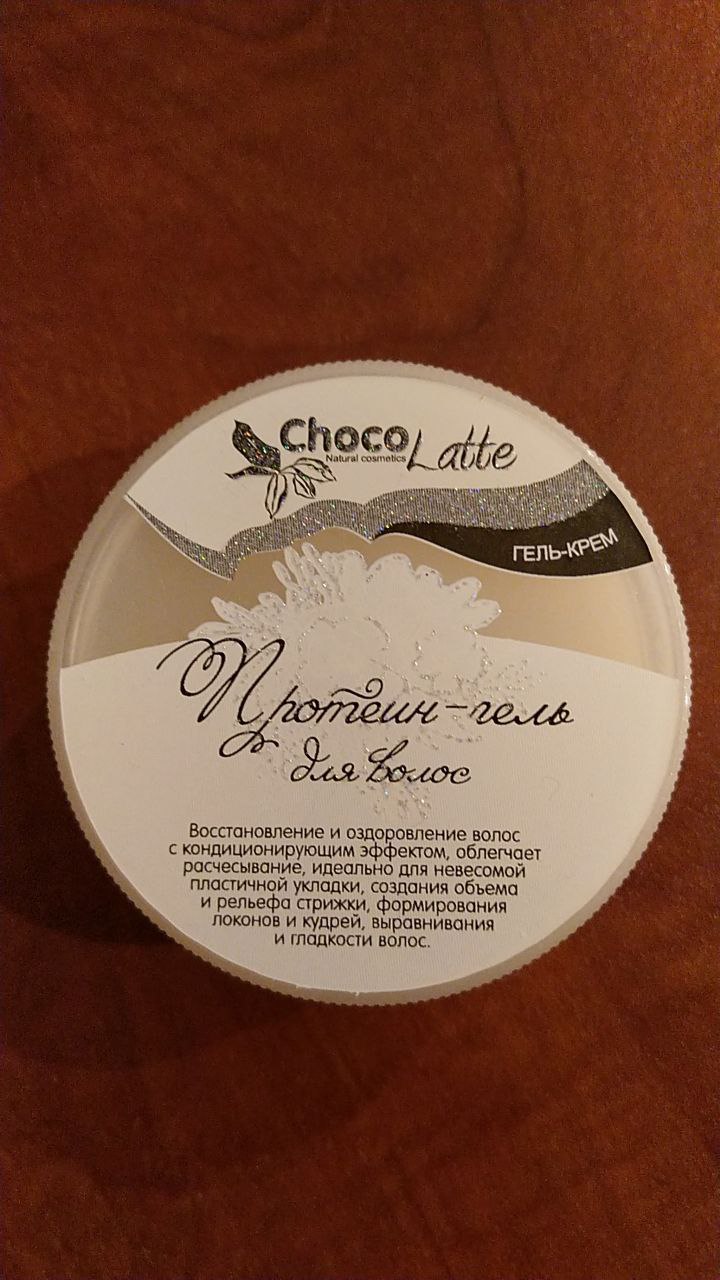 Choco Latte
Natural cosmetics
ГЕЛЬ-КРЕМ
Протеин-гель
для волос
Восстановление и оздоровление волос
с кондиционирующим эффектом, облегчает
расчесывание, идеально для невесомой
пластичной укладки, создания объема
и рельефа стрижки, формирования
локонов и кудрей, выравнивания
и гладкости волос.